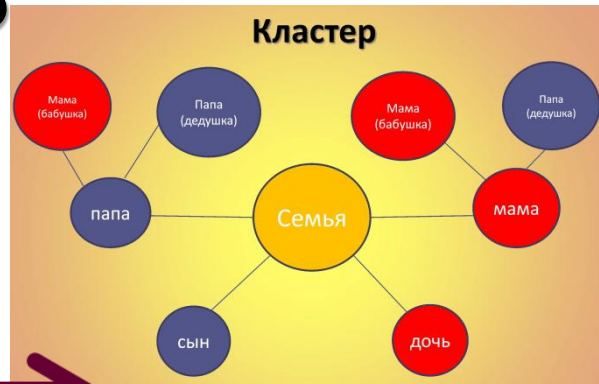 Кластер
Мама
(бабушка)
Папа
(дедушка)
Мама
(бабушка)
Папа
(дедушка)
папа
Семья
мама
сын
дочь